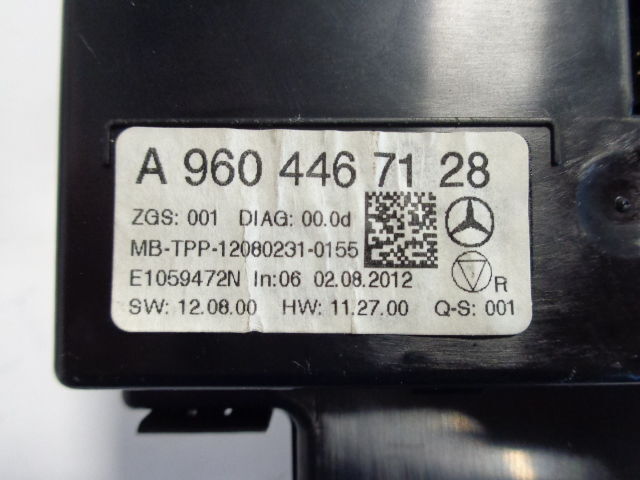 A 960 446 71 28
ZGS: 001 DIAG: 00.0d
MB-TPP-12080231-0155
E1059472N In:06 02.08.2012
R
SW: 12.08.00 HW: 11.27.00 Q-S: 001